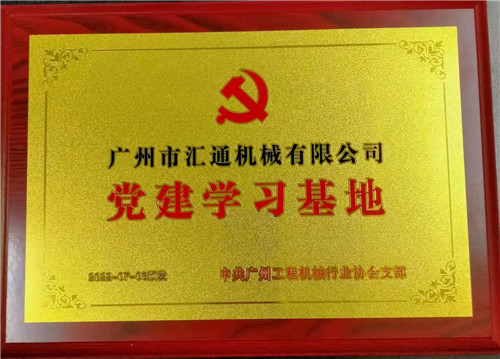 广州市汇通机械有限公司
党建学习基地
中共广州工程机械行业协会支部